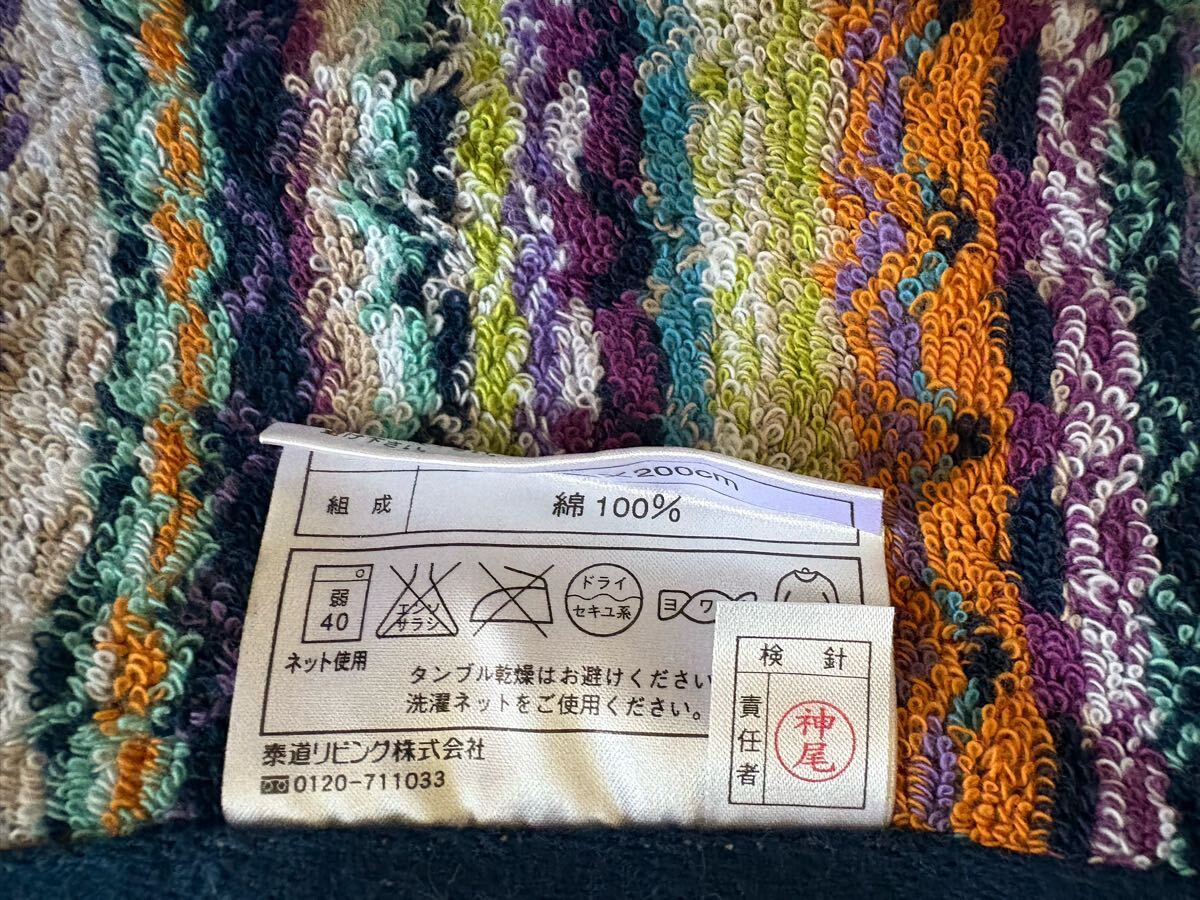 ×200cm
組成 綿100%
弱
40
エンソ
サラシ
ドライ
セキユ系
ヨワ
ネット使用
タンブル乾燥はお避けください
洗濯ネットをご使用ください。
泰道リビング株式会社
0120-711033
検針
責任者
神尾